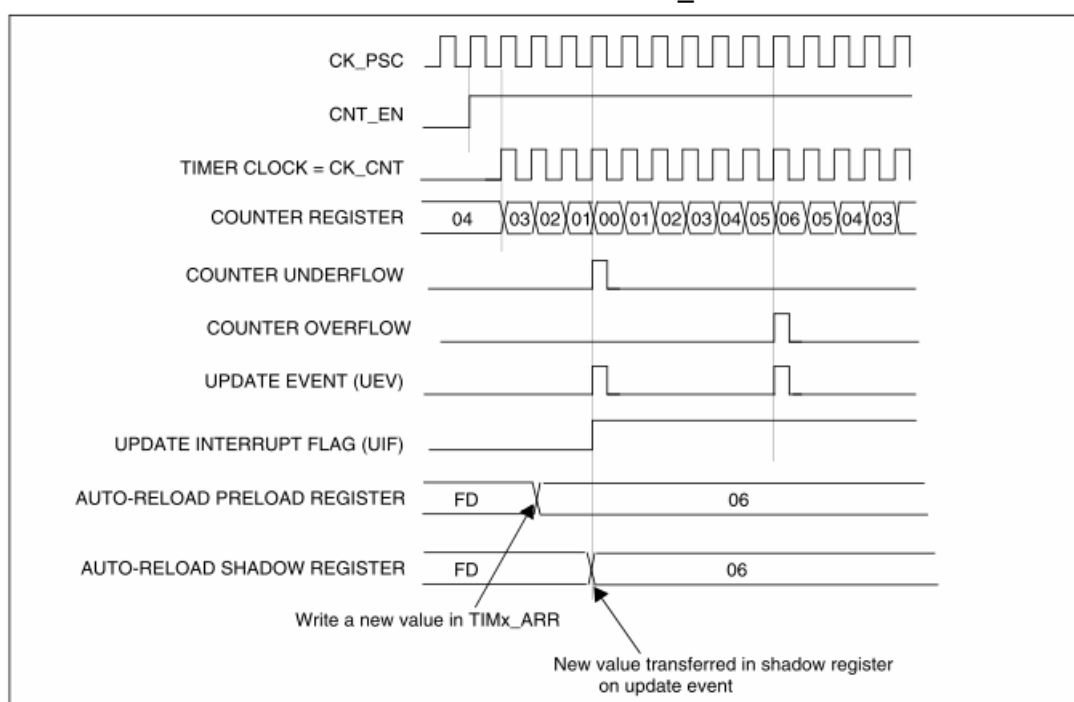 _
CK_PSC
CNT_EN
TIMER CLOCK = CK_CNT
COUNTER REGISTER 04 03 02 01 00 01 02 03 04 05 06 05 04 03
COUNTER UNDERFLOW
COUNTER OVERFLOW
UPDATE EVENT (UEV)
UPDATE INTERRUPT FLAG (UIF)
AUTO-RELOAD PRELOAD REGISTER FD 06
AUTO-RELOAD SHADOW REGISTER FD 06
Write a new value in TIMx_ARR
New value transferred in shadow register
on update event